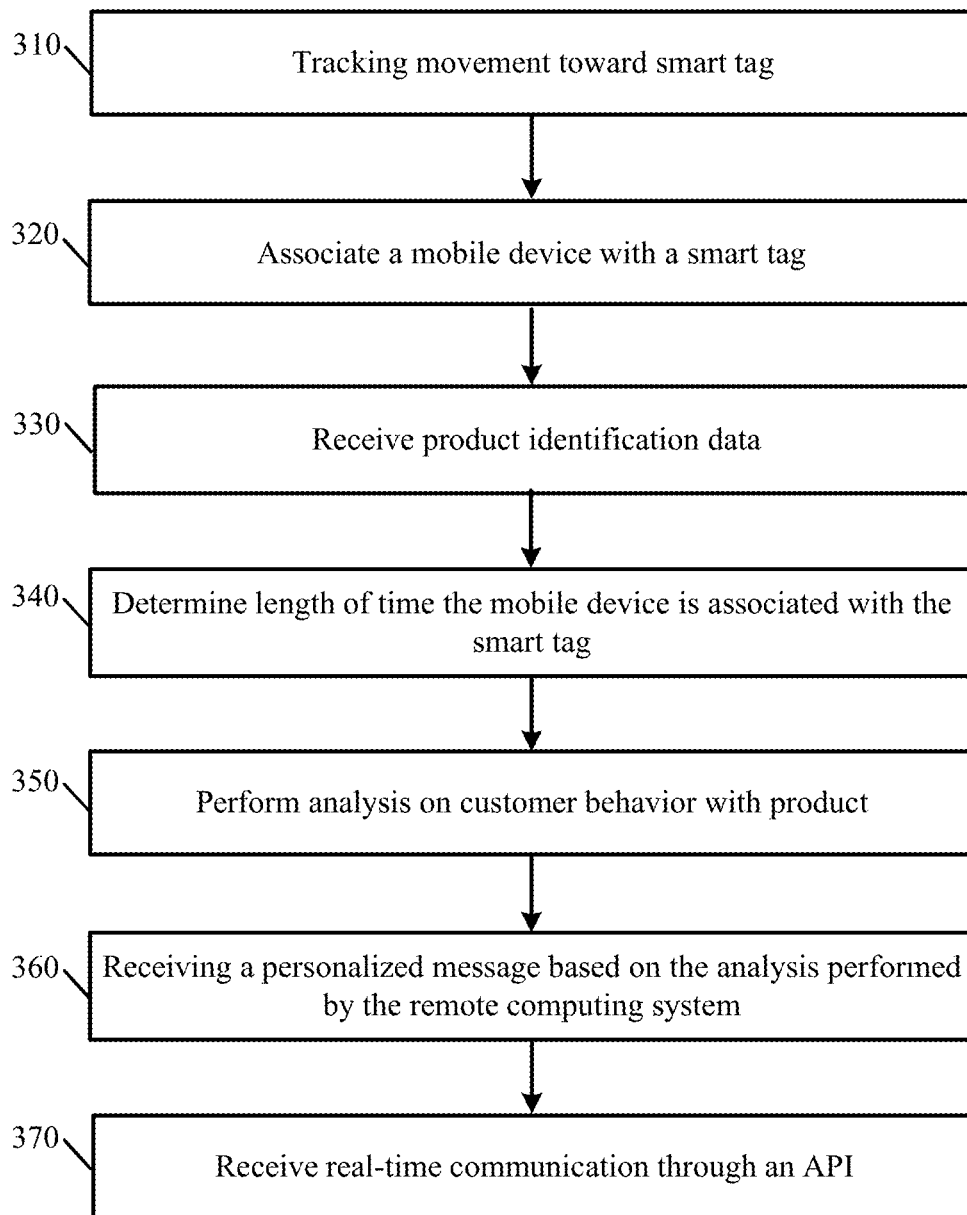 310
Tracking movement toward smart tag
320
Associate a mobile device with a smart tag
330
Receive product identification data
340
Determine length of time the mobile device is associated with the
smart tag
350
Perform analysis on customer behavior with product
360
Receiving a personalized message based on the analysis performed
by the remote computing system
370
Receive real-time communication through an API